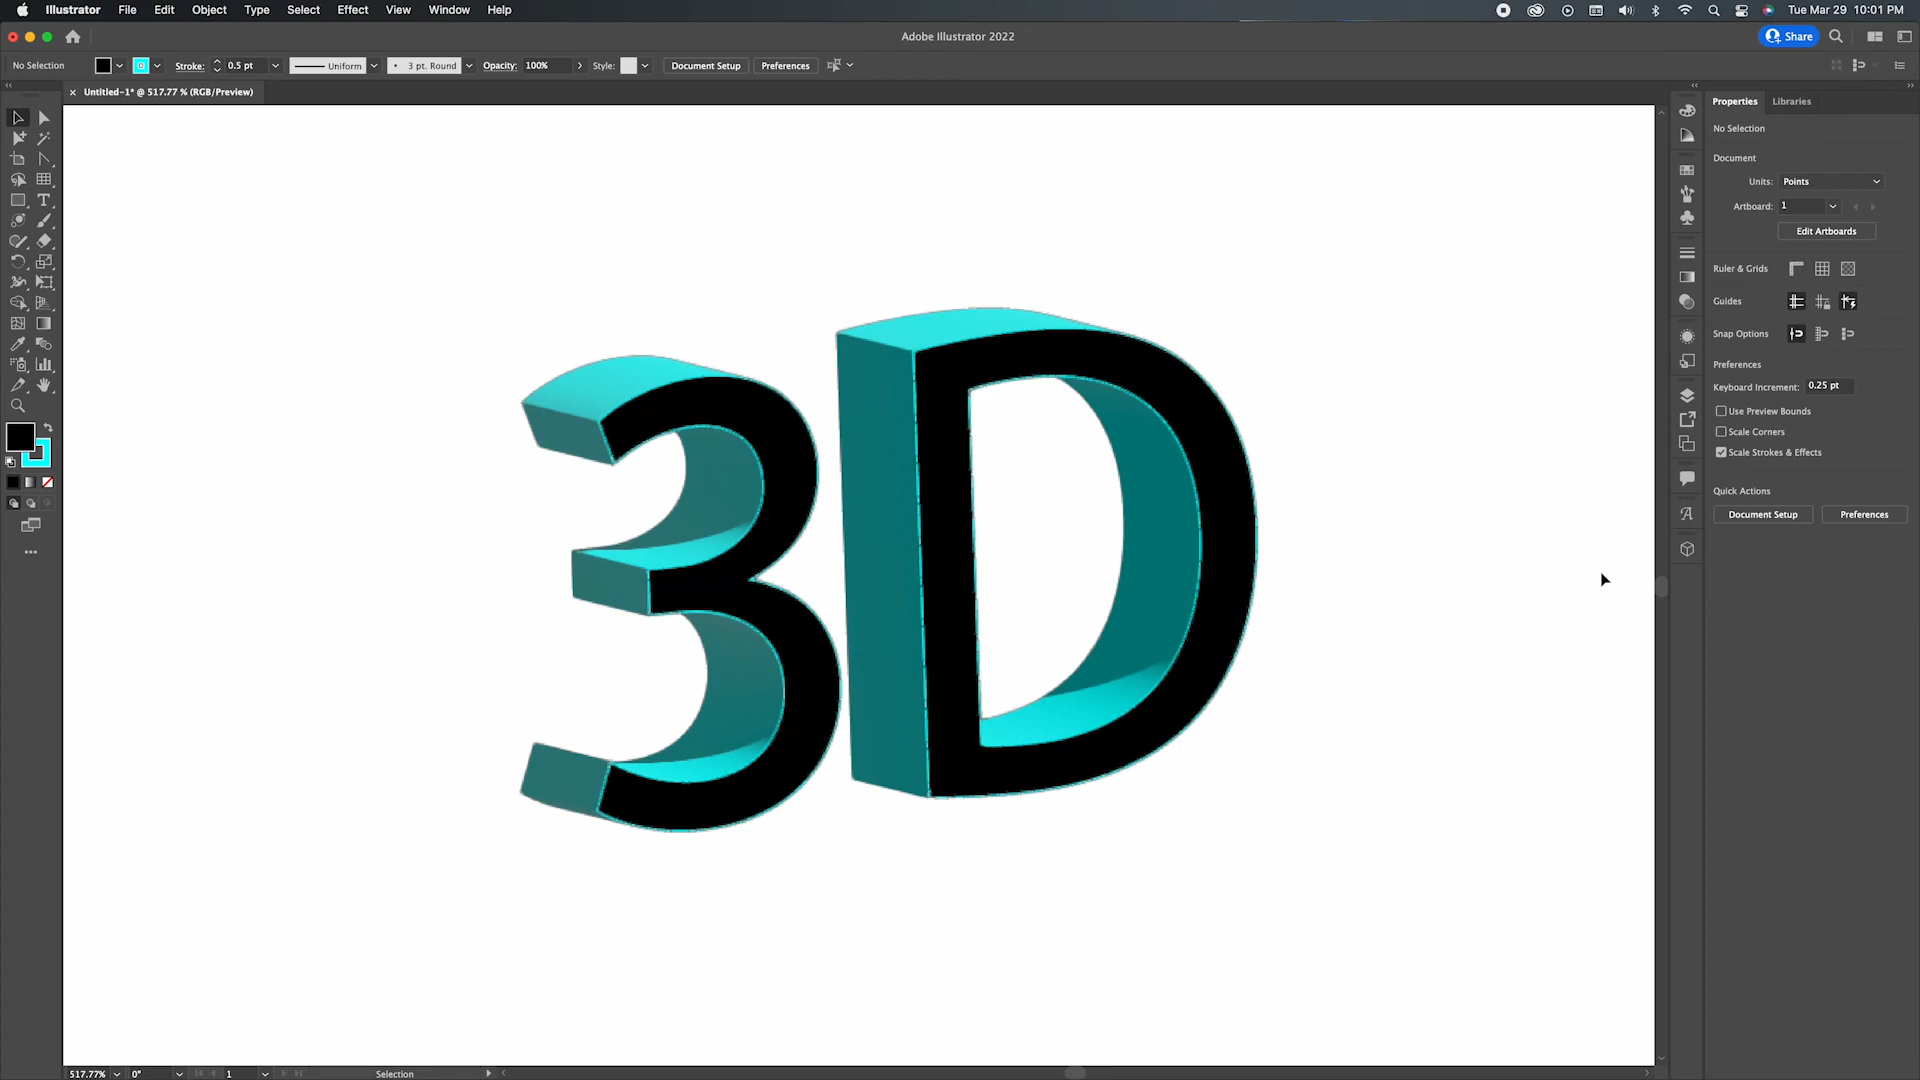 Illustrator File Edit Object Type Select Effect View Window Help
Tue Mar 29 10:01 PM
Adobe Illustrator 2022
Share
No Selection
Stroke: 0.5 pt
Uniform
3 pt. Round
Opacity: 100%
Style:
Document Setup
Preferences
Untitled-1* @ 517.77 % (RGB/Preview)
Properties Libraries
No Selection
Document
Units: Points
Artboard: 1
Edit Artboards
Ruler & Grids
Guides
Snap Options
Preferences
Keyboard Increment: 0.25 pt
Use Preview Bounds
Scale Corners
Scale Strokes & Effects
Quick Actions
Document Setup Preferences
3D
517.77% 0° 1 Selection